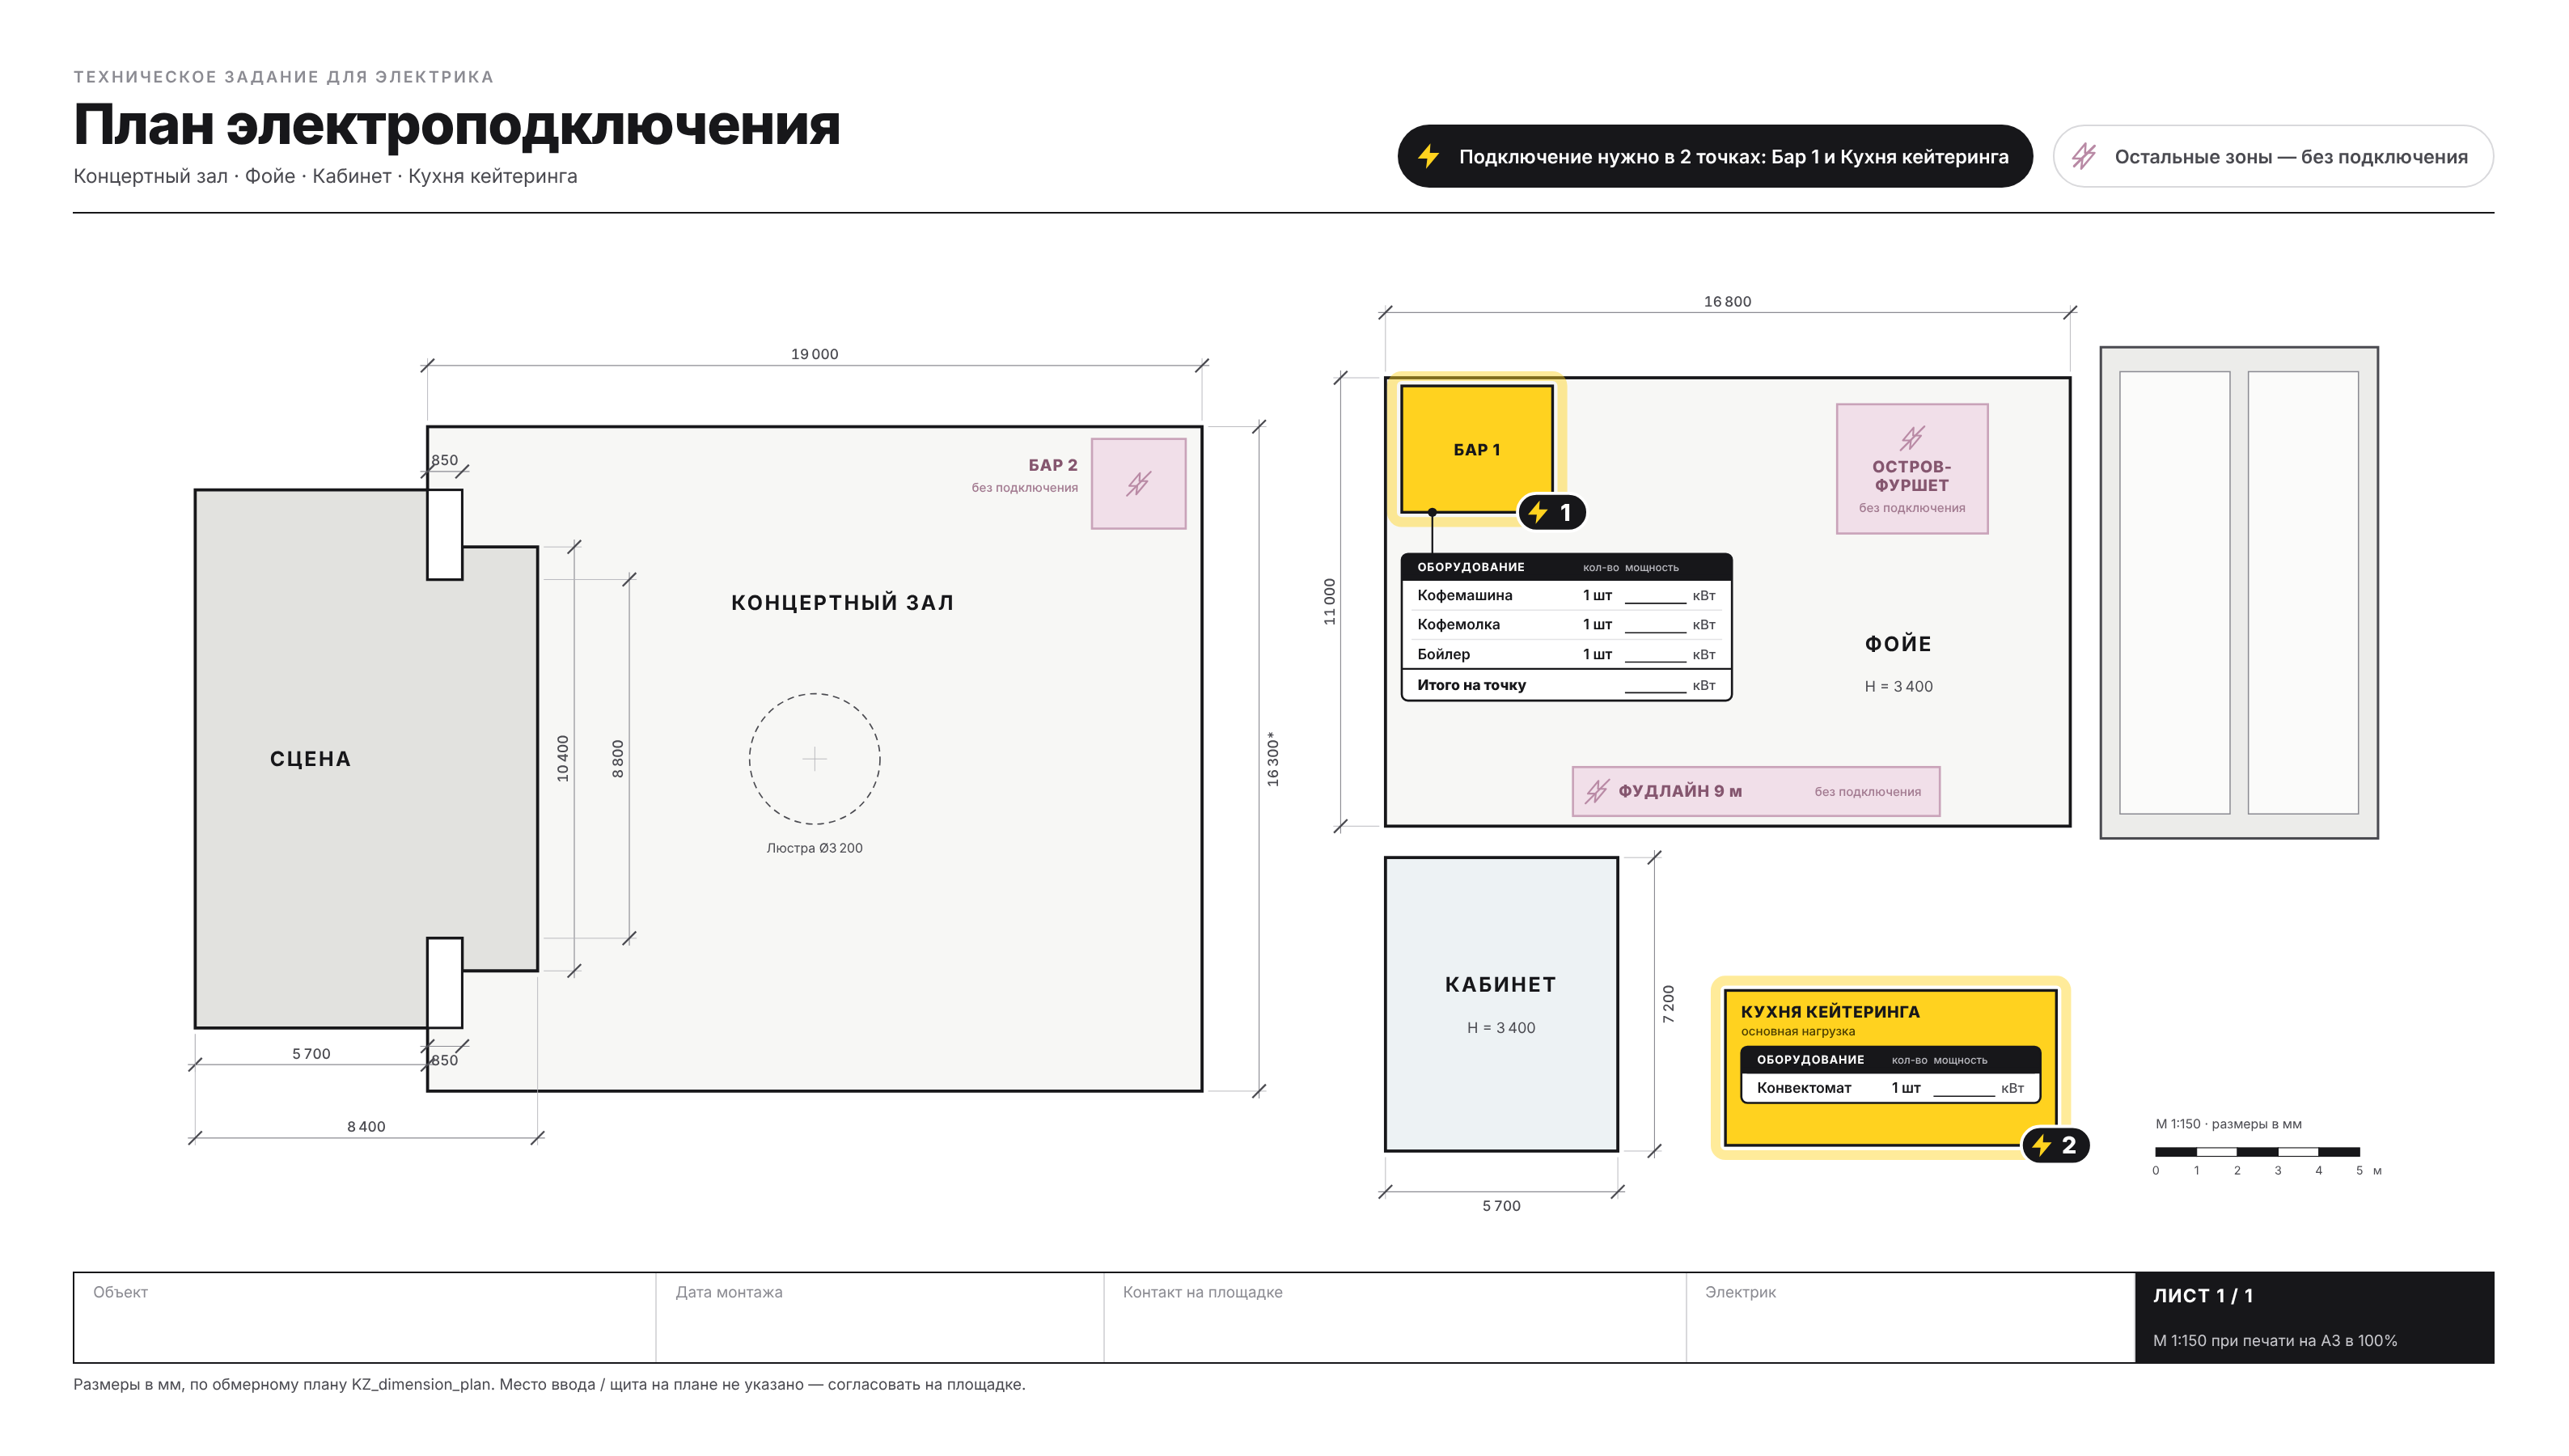 ТЕХНИЧЕСКОЕ ЗАДАНИЕ ДЛЯ ЭЛЕКТРИКА
План электроподключения
Концертный зал · Фойе · Кабинет · Кухня кейтеринга
Подключение нужно в 2 точках: Бар 1 и Кухня кейтеринга
Остальные зоны — без подключения
19 000
850
БАР 2
без подключения
КОНЦЕРТНЫЙ ЗАЛ
СЦЕНА
10 400
8 800
16 300*
Люстра Ø3 200
5 700
850
8 400
16 800
11 000
БАР 1
1
ОСТРОВ-
ФУРШЕТ
без подключения
ОБОРУДОВАНИЕ кол-во мощность
Кофемашина 1 шт кВт
Кофемолка 1 шт кВт
Бойлер 1 шт кВт
Итого на точку кВт
ФОЙЕ
H = 3 400
ФУДЛАЙН 9 м без подключения
КАБИНЕТ
H = 3 400
7 200
5 700
КУХНЯ КЕЙТЕРИНГА
основная нагрузка
ОБОРУДОВАНИЕ кол-во мощность
Конвектомат 1 шт кВт
2
М 1:150 · размеры в мм
0 1 2 3 4 5 м
Объект
Дата монтажа
Контакт на площадке
Электрик
ЛИСТ 1 / 1
М 1:150 при печати на А3 в 100%
Размеры в мм, по обмерному плану KZ_dimension_plan. Место ввода / щита на плане не указано — согласовать на площадке.